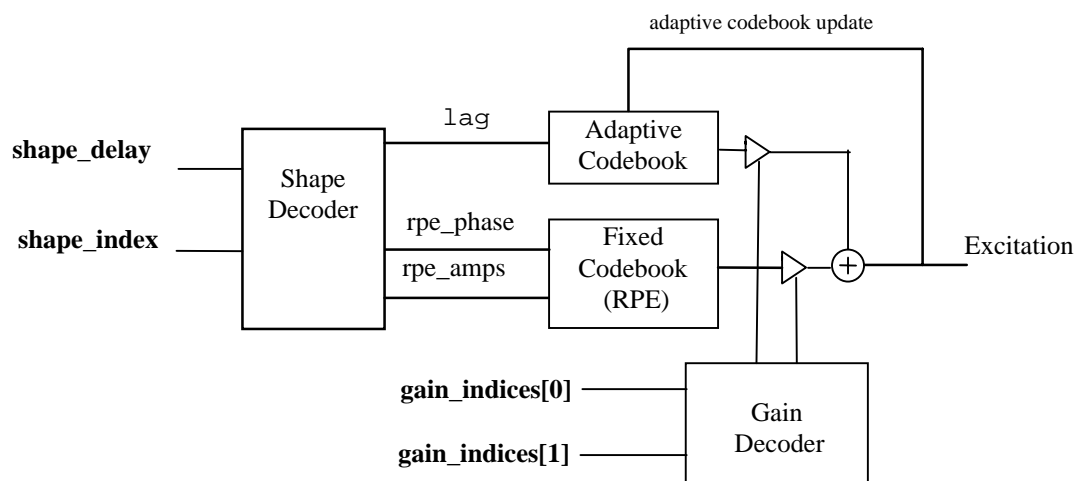 adaptive codebook update
lag
shape_delay
Shape
Decoder
Adaptive
Codebook
shape_index
rpe_phase
rpe_amps
Fixed
Codebook
(RPE)
Excitation
gain_indices[0]
gain_indices[1]
Gain
Decoder